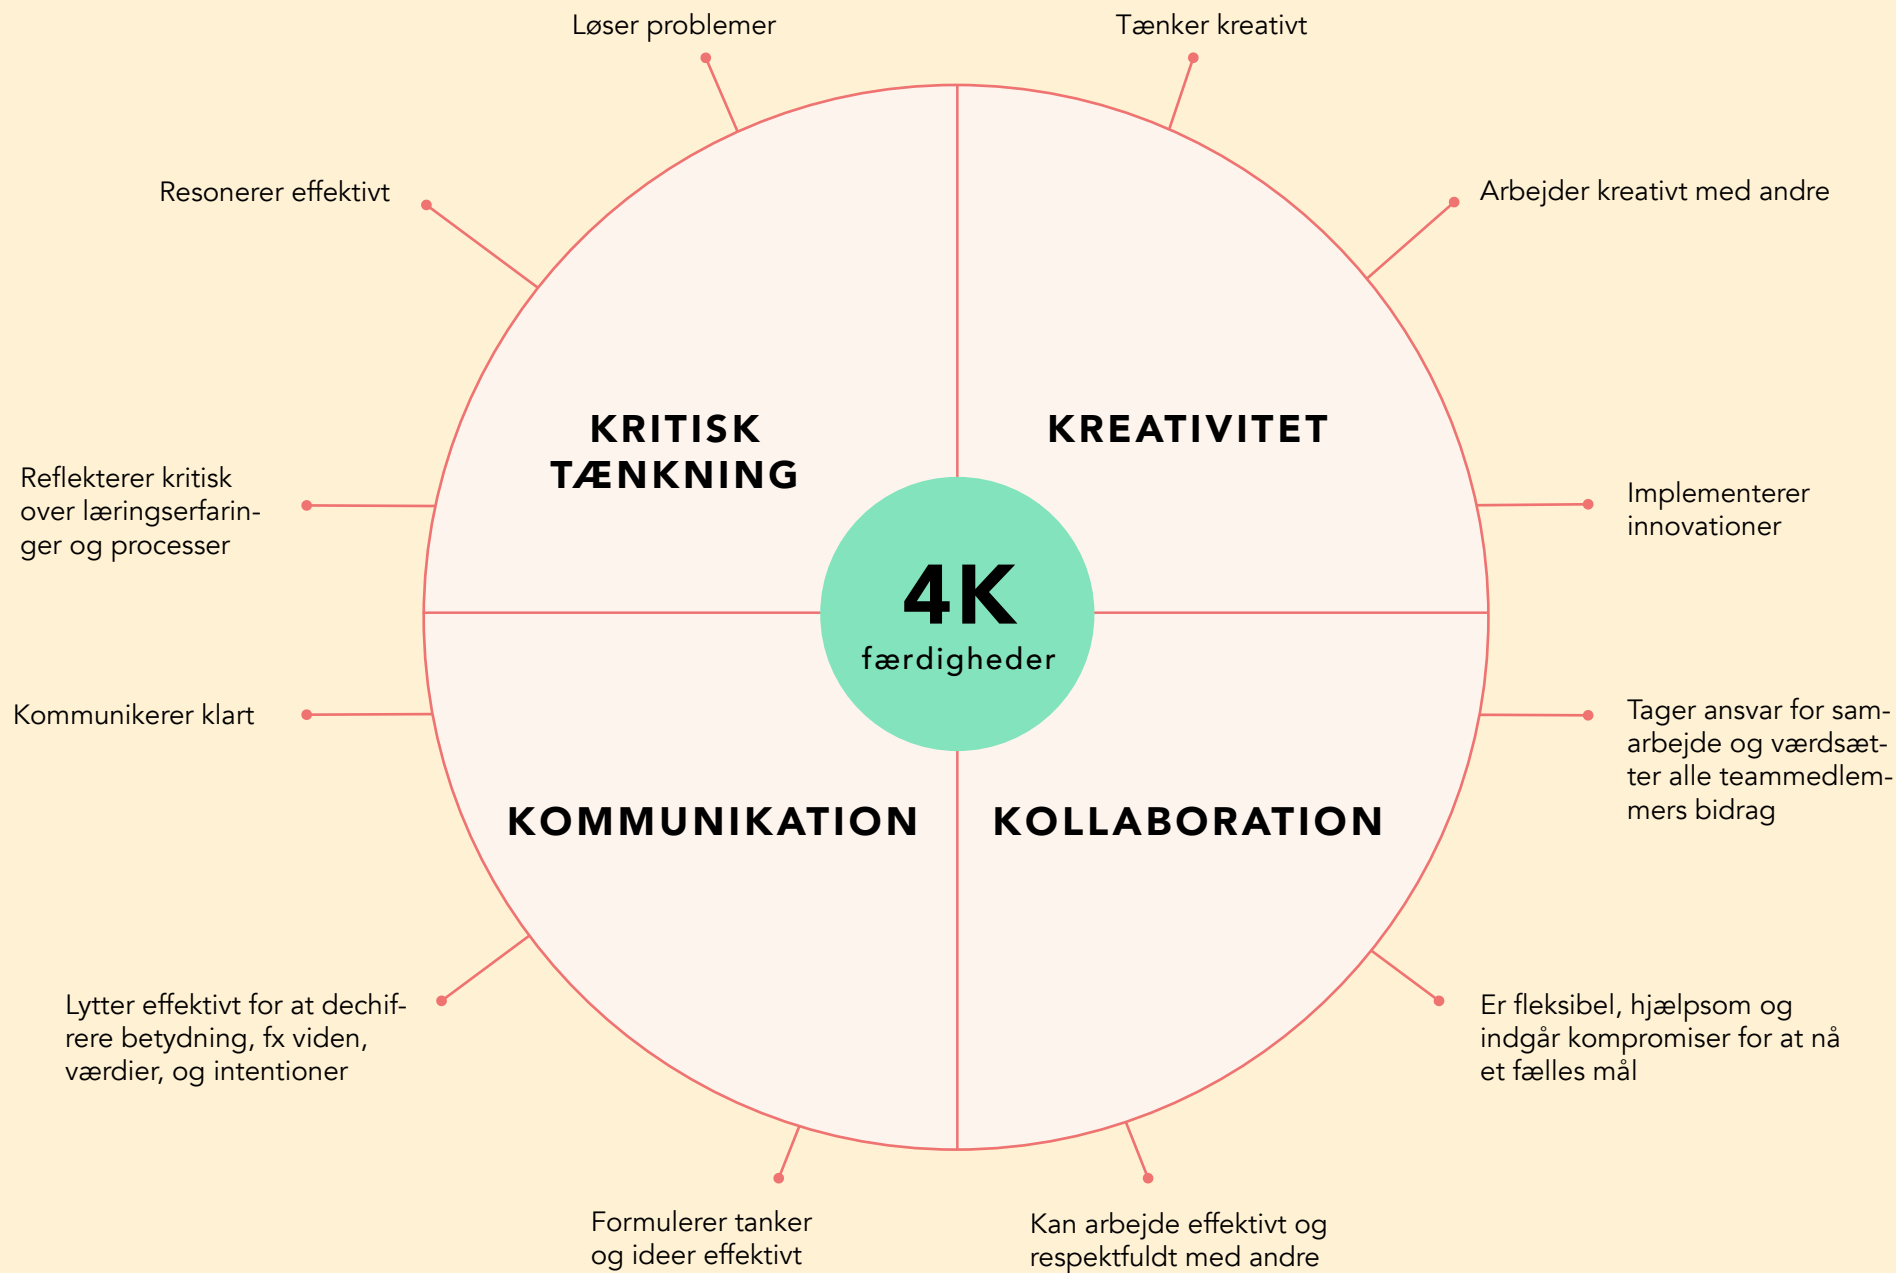 Løser problemer
Tænker kreativt
Resonerer effektivt
Arbejder kreativt med andre
KRITISK
TÆNKNING
KREATIVITET
Reflekterer kritisk
over læringserfarin-
ger og processer
Implementerer
innovationer
4K
færdigheder
Kommunikerer klart
Tager ansvar for sam-
arbejde og værdsæt-
ter alle teammedlem-
mers bidrag
KOMMUNIKATION
KOLLABORATION
Lytter effektivt for at dechif-
rere betydning, fx viden,
værdier, og intentioner
Er fleksibel, hjælpsom og
indgår kompromiser for at nå
et fælles mål
Formulerer tanker
og ideer effektivt
Kan arbejde effektivt og
respektfuldt med andre